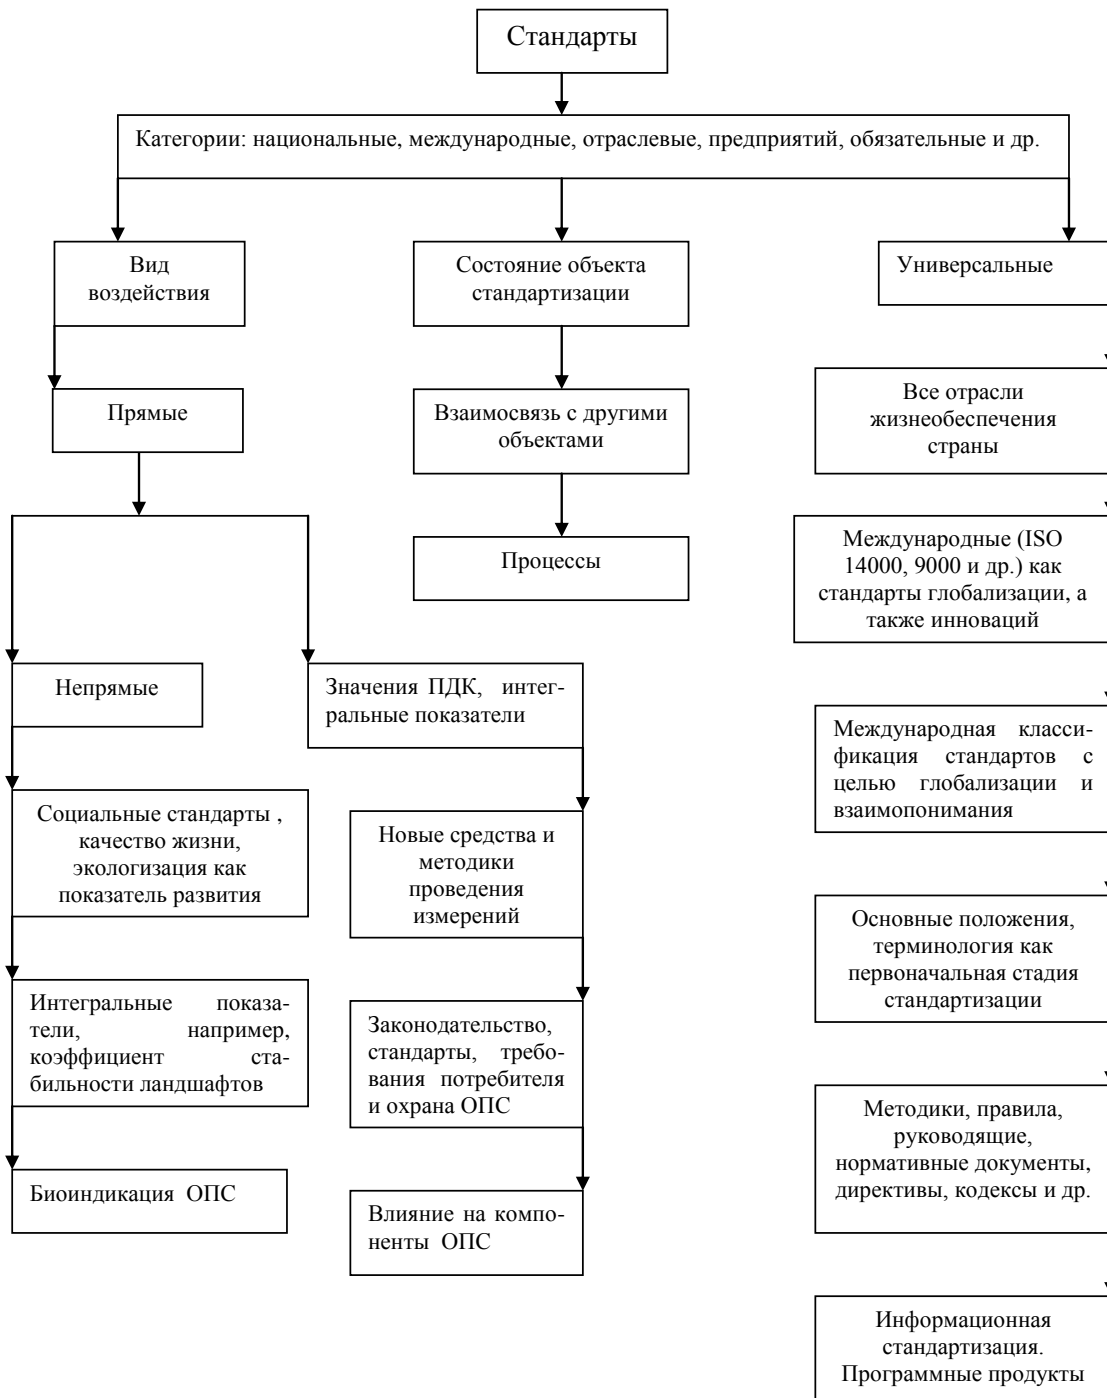 Стандарты
Категории: национальные, международные, отраслевые, предприятий, обязательные и др.
Вид
воздействия
Состояние объекта
стандартизации
Универсальные
Прямые
Взаимосвязь с другими
объектами
Все отрасли
жизнеобеспечения
страны
Процессы
Международные (ISO
14000, 9000 и др.) как
стандарты глобализации, а
также инноваций
Непрямые
Значения ПДК, интег-
ральные показатели
Международная класси-
фикация стандартов с
целью глобализации и
взаимопонимания
Социальные стандарты ,
качество жизни,
экологизация как
показатель развития
Новые средства и
методики
проведения
измерений
Основные положения,
терминология как
первоначальная стадия
стандартизации
Интегральные показа-
тели, например,
коэффициент ста-
бильности ландшафтов
Законодательство,
стандарты, требо-
вания потребителя
и охрана ОПС
Методики, правила,
руководящие,
нормативные документы,
директивы, кодексы и др.
Биоиндикация ОПС
Влияние на компо-
ненты ОПС
Информационная
стандартизация.
Программные продукты